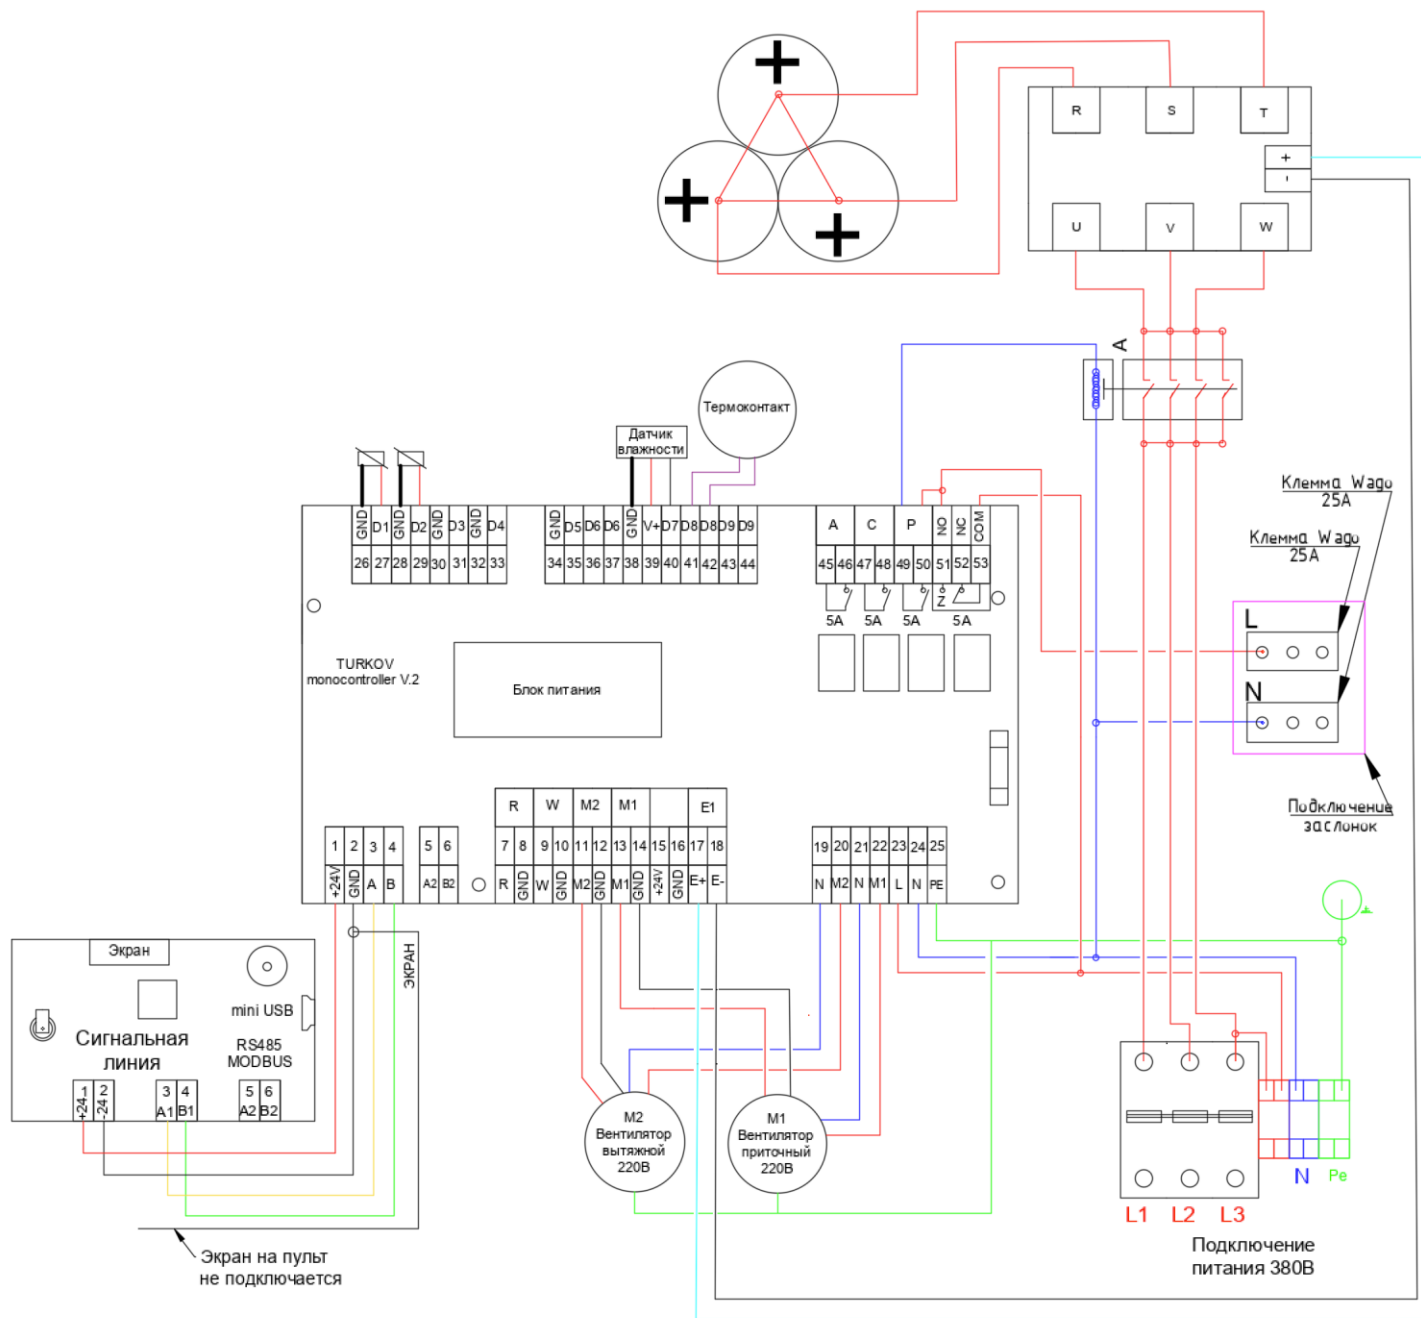 R S T
+
-
U V W
A
Термоконтакт
Датчик
влажности
Клемма Wago
25A
Клемма Wago
25A
GND D1 GND D2 GND D3 GND D4
26 27 28 29 30 31 32 33
GND D5 D6 D6 GND V+ D7 D8 D8 D9 D9
34 35 36 37 38 39 40 41 42 43 44
A C P NO NC COM
45 46 47 48 49 50 51 52 53
Z
5A 5A 5A 5A
L
N
TURKOV
monocontroller V.2
Блок питания
Подключение
заслонок
R W M2 M1 E1
1 2 3 4 5 6 7 8 9 10 11 12 13 14 15 16 17 18 19 20 21 22 23 24 25
+24V GND A B A2 B2 R GND W GND M2 GND M1 GND +24V GND E+ E- N M2 N M1 L N PE
ЭКРАН
Экран
mini USB
Сигнальная
линия
RS485
MODBUS
1 2 3 4 5 6
+24 -24 A1 B1 A2 B2
M2
Вентилятор
вытяжной
220В
M1
Вентилятор
приточный
220В
N Pe
L1 L2 L3
Подключение
питания 380В
Экран на пульт
не подключается